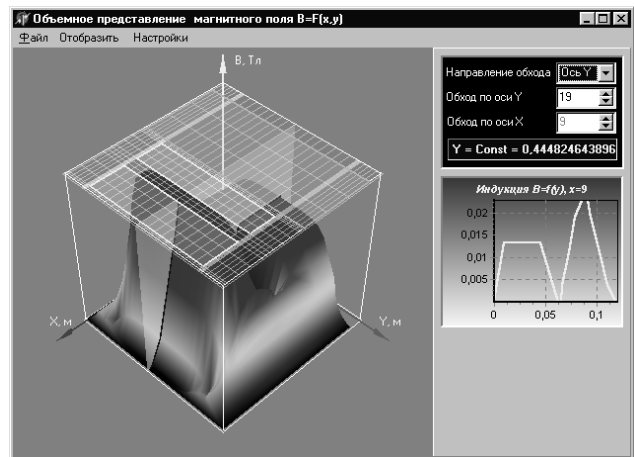 Объемное представление магнитного поля B=F(x,y)
Файл Отобразить Настройки
B, Тл
X, м
Y, м
Направление обхода Ось Y
Обход по оси Y 19
Обход по оси X 9
Y = Const = 0,444824643896
Индукция B=f(y), x=9
0,02
0,015
0,01
0,005
0 0,05 0,1